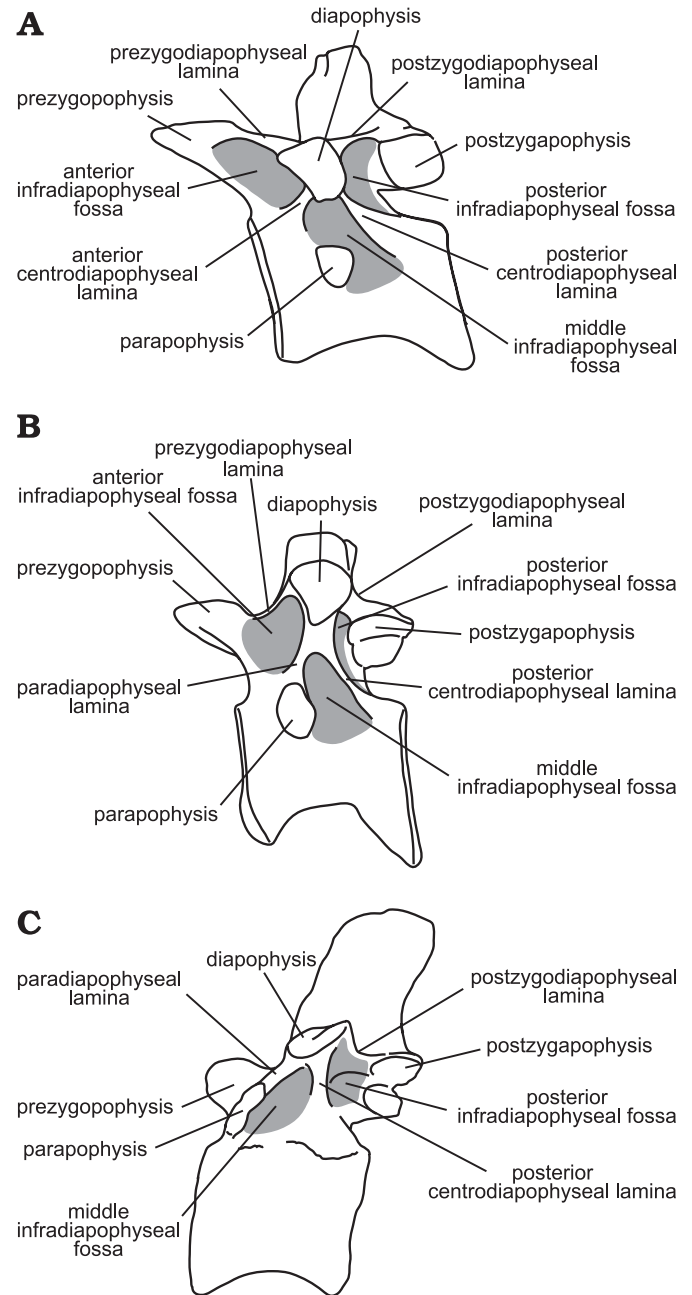 A
diapophysis
prezygodiapophyseal
lamina
postzygodiapophyseal
lamina
prezygopophysis
postzygapophysis
anterior
infradiapophyseal
fossa
posterior
infradiapophyseal fossa
anterior
centrodiapophyseal
lamina
posterior
centrodiapophyseal
lamina
parapophysis
middle
infradiapophyseal
fossa
B
prezygodiapophyseal
lamina
anterior
infradiapophyseal fossa
diapophysis
postzygodiapophyseal
lamina
prezygopophysis
posterior
infradiapophyseal fossa
postzygapophysis
paradiapophyseal
lamina
posterior
centrodiapophyseal lamina
middle
infradiapophyseal fossa
parapophysis
C
diapophysis
paradiapophyseal
lamina
postzygodiapophyseal
lamina
postzygapophysis
prezygopophysis
posterior
infradiapophyseal fossa
parapophysis
posterior
centrodiapophyseal lamina
middle
infradiapophyseal
fossa